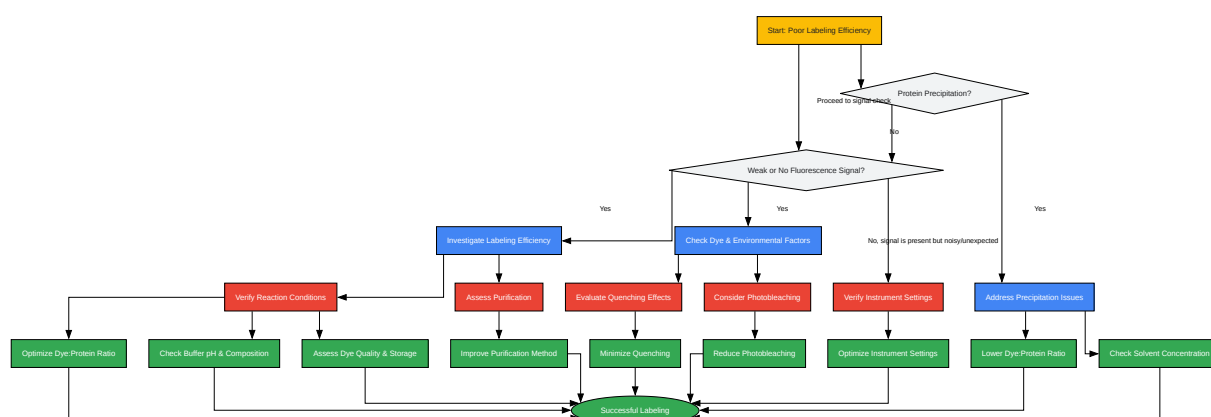 Start: Poor Labeling Efficiency
Protein Precipitation?
Proceed to signal check
No
Weak or No Fluorescence Signal?
Yes
Yes
Yes
Investigate Labeling Efficiency
Check Dye & Environmental Factors
No, signal is present but noisy/unexpected
Verify Reaction Conditions
Assess Purification
Evaluate Quenching Effects
Consider Photobleaching
Verify Instrument Settings
Address Precipitation Issues
Optimize Dye:Protein Ratio
Check Buffer pH & Composition
Assess Dye Quality & Storage
Improve Purification Method
Minimize Quenching
Reduce Photobleaching
Optimize Instrument Settings
Lower Dye:Protein Ratio
Check Solvent Concentration
Successful Labeling